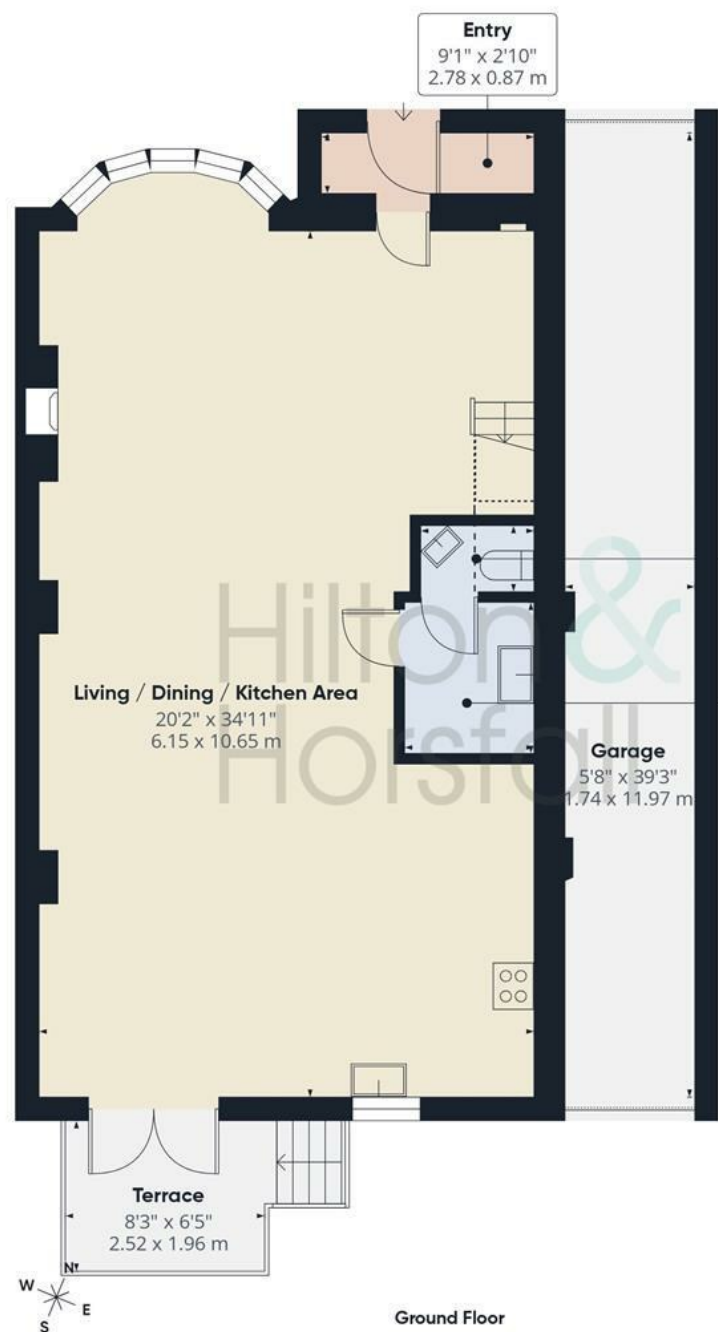 Entry
9'1" x 2'10"
2.78 x 0.87 m
Hilton &
Horsfall
Living / Dining / Kitchen Area
20'2" x 34'11"
6.15 x 10.65 m
Garage
5'8" x 39'3"
1.74 x 11.97 m
Terrace
8'3" x 6'5"
2.52 x 1.96 m
N
W
E
S
Ground Floor